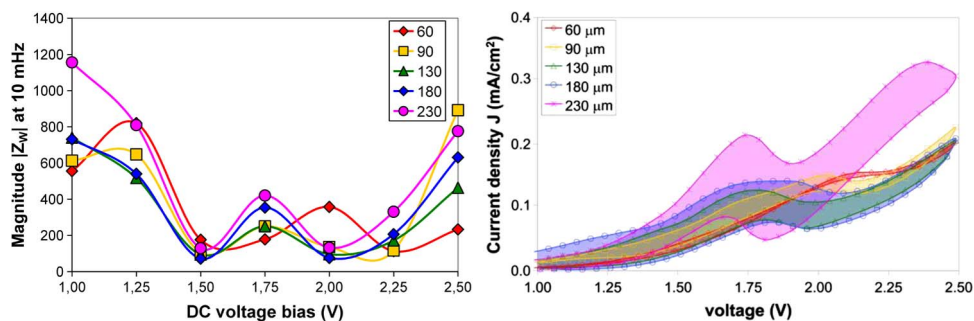 1400
1200
1000
800
600
400
200
0
Magnitude |Zw| at 10 mHz
1,00 1,25 1,50 1,75 2,00 2,25 2,50
DC voltage bias (V)
60
90
130
180
230
0.4
0.3
0.2
0.1
0.0
Current density J (mA/cm²)
1.00 1.25 1.50 1.75 2.00 2.25 2.50
voltage (V)
60 µm
90 µm
130 µm
180 µm
230 µm